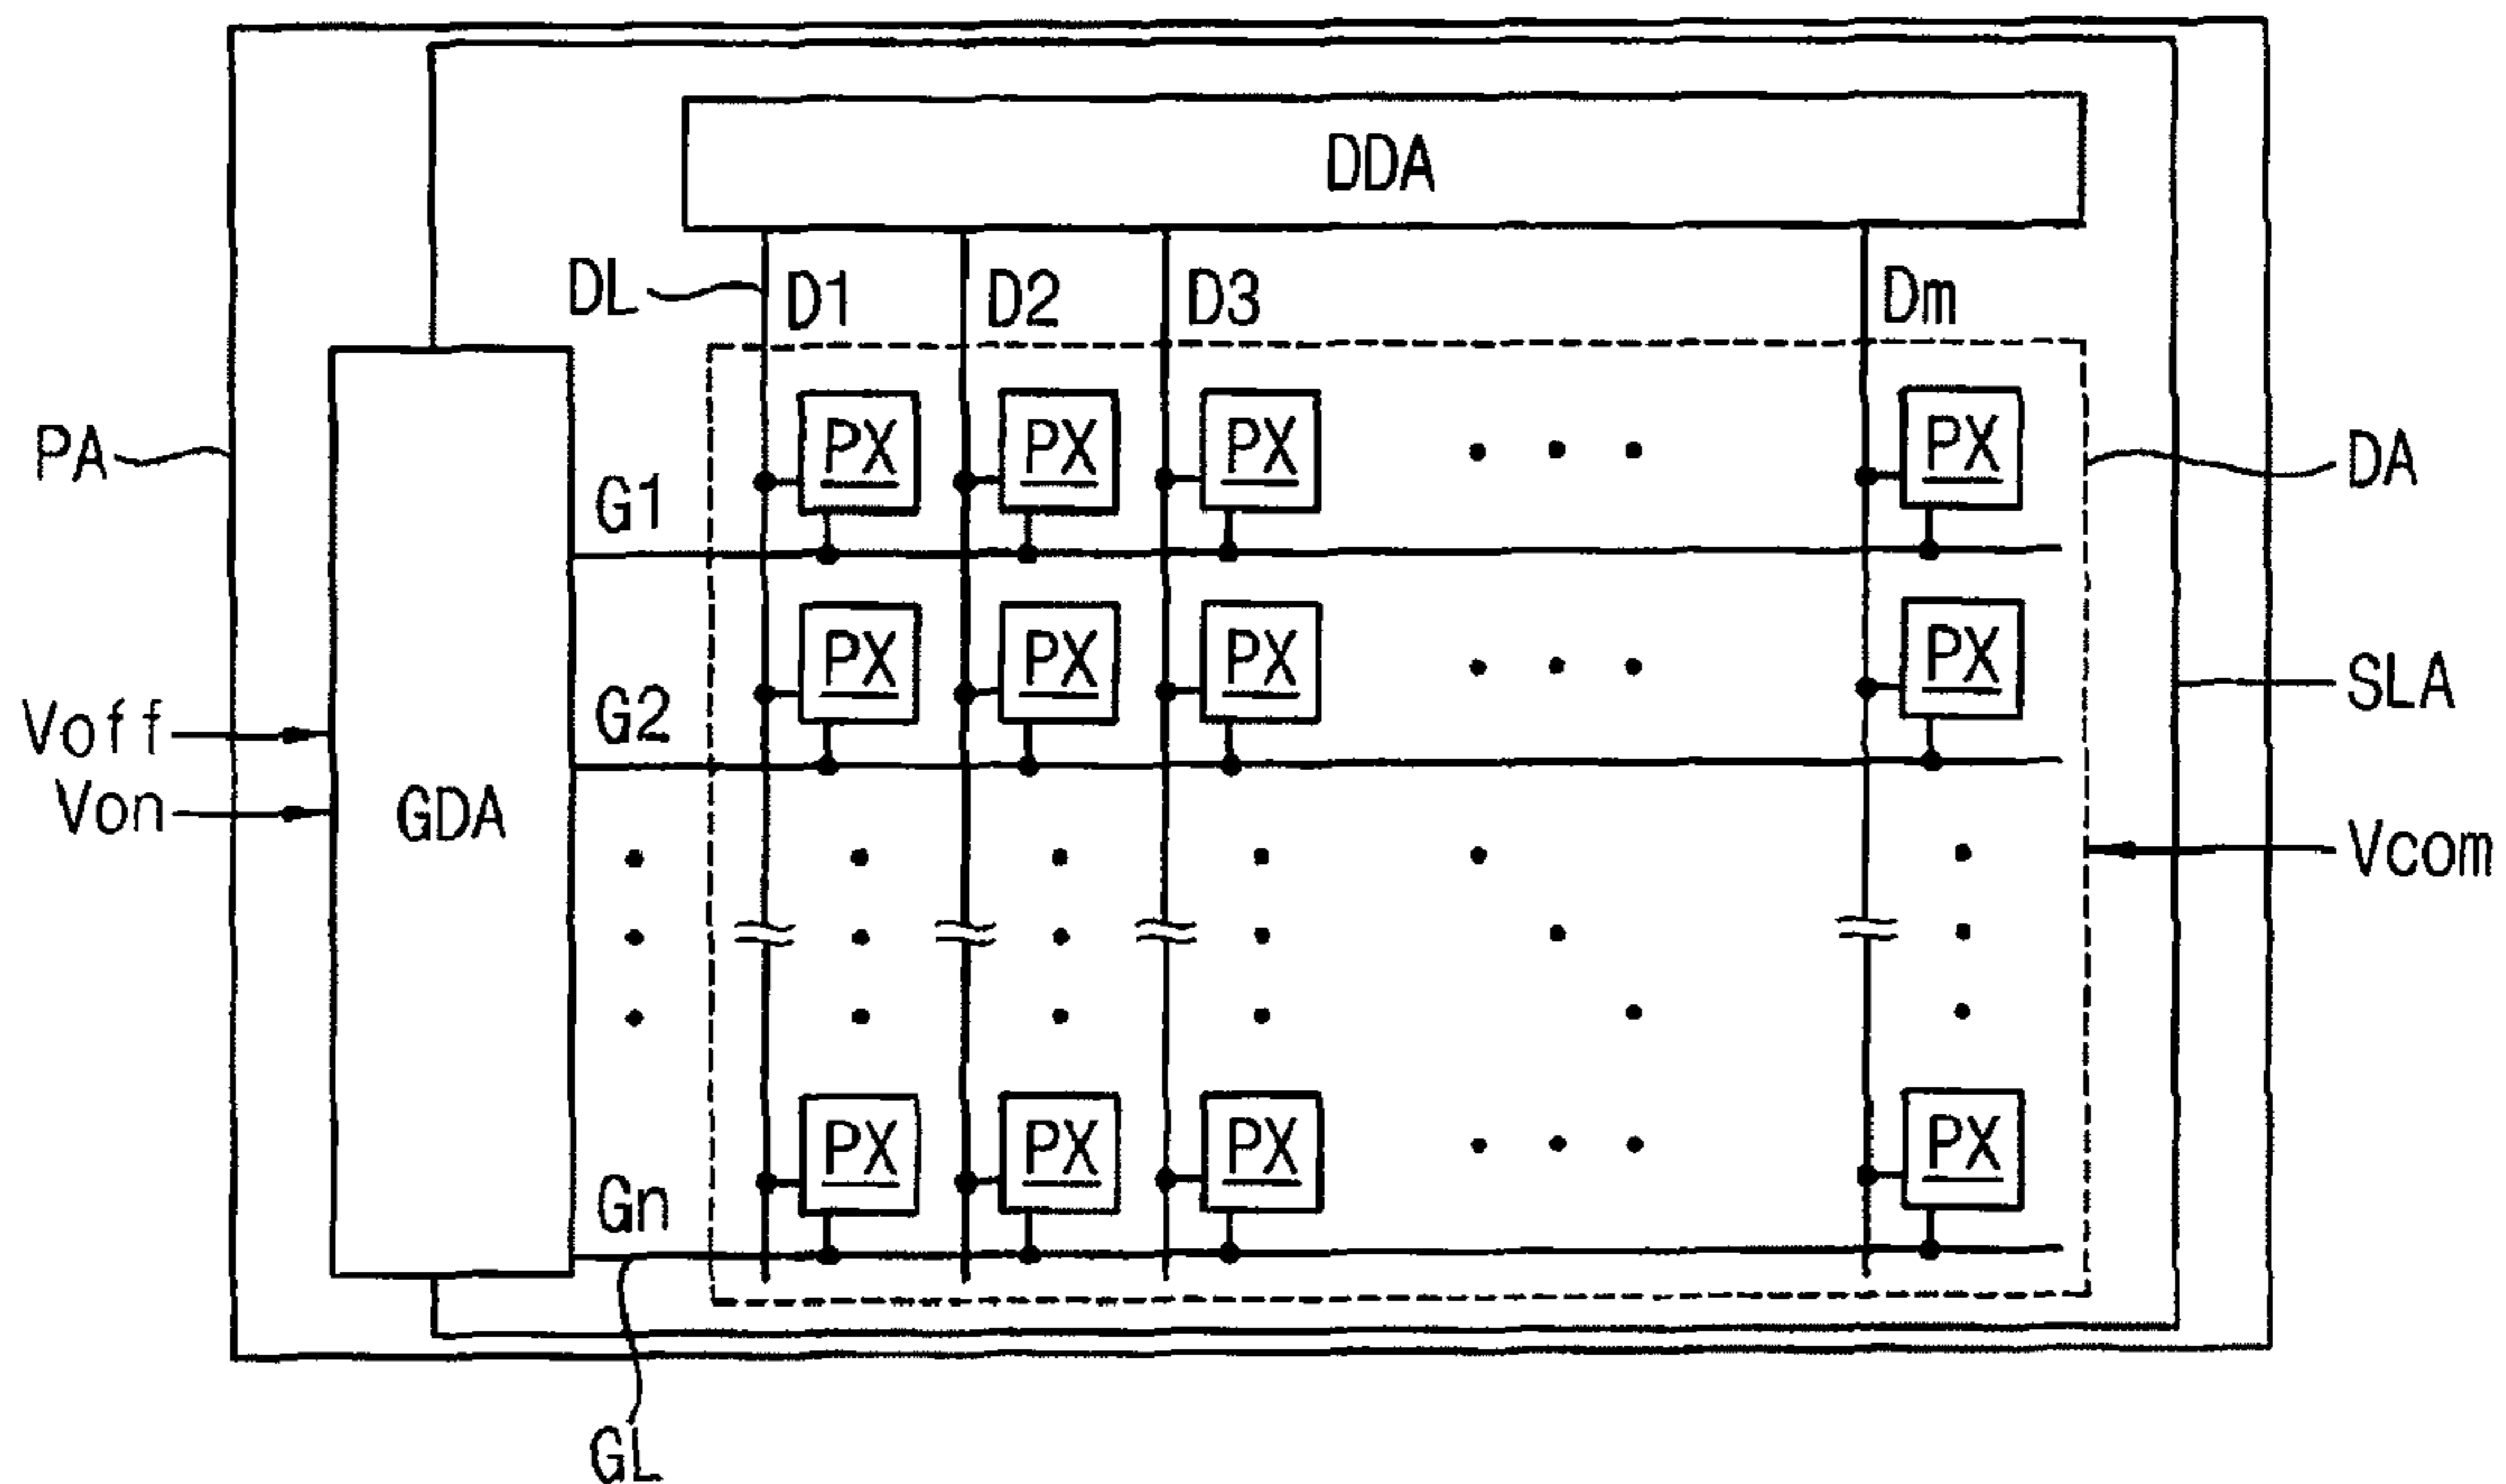 DDA
DL D1 D2 D3 Dm
PA PX PX PX PX DA
G1
PX PX PX PX SLA
G2
Voff
Von GDA Vcom
PX PX PX PX
Gn
GL